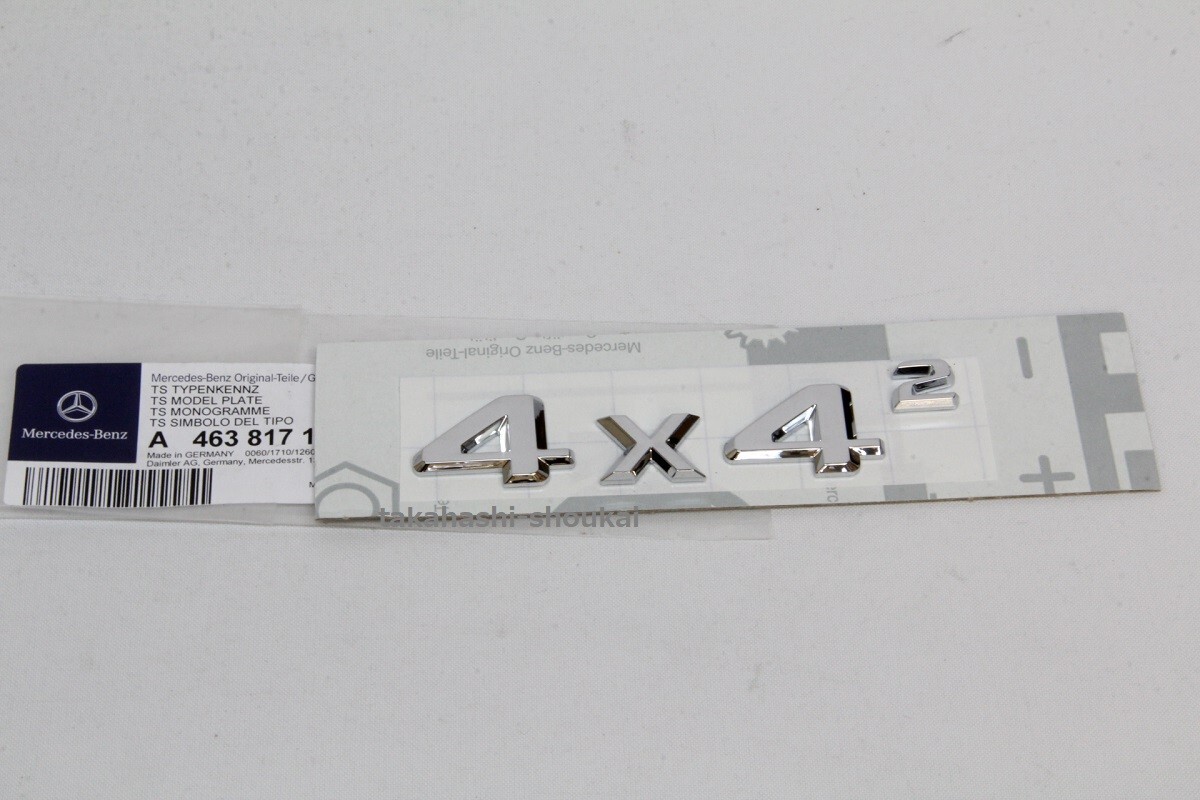 Mercedes-Benz Original-Teile/G
TS TYPENKENNZ
TS MODEL PLATE
TS MONOGRAMME
TS SIMBOLO DEL TIPO
A 463 817 1
Made in GERMANY 0060/1710/1260
Daimler AG, Germany, Mercedesstr. 1
Mercedes-Benz
Mercedes-Benz Original-Teile
4x4²
takahashi-shoukai